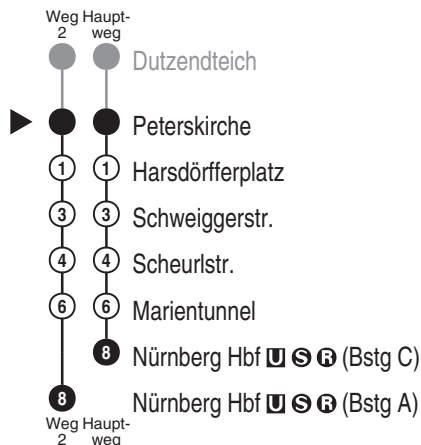 Weg Haupt-
2 weg
Dutzendteich
Peterskirche
1 1 Harsdörfferplatz
3 3 Schweiggerstr.
4 4 Scheurlstr.
6 6 Marientunnel
8 Nürnberg Hbf U S R (Bstg C)
8 Nürnberg Hbf U S R (Bstg A)
Weg Haupt-
2 weg